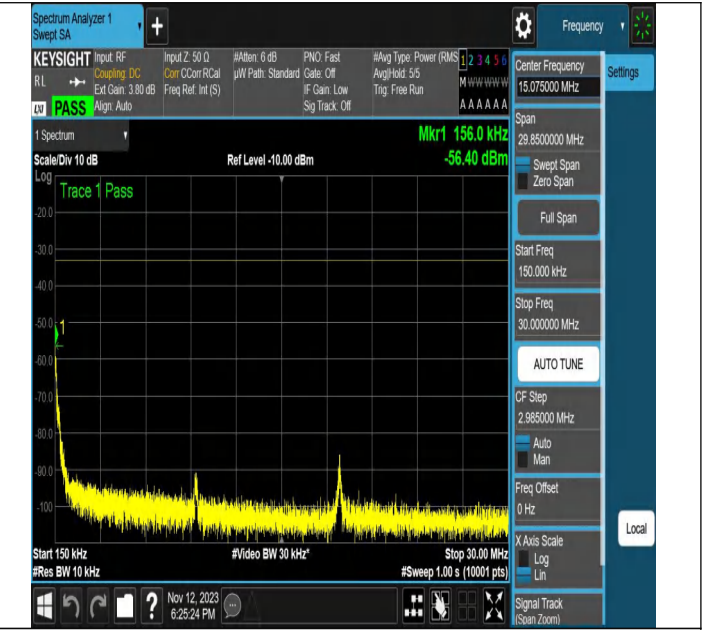 Spectrum Analyzer 1
Swept SA
+
Frequency
KEYSIGHT
RL
LXI PASS
Input: RF
Coupling: DC
Ext Gain: 3.80 dB
Align: Auto
Input Z: 50 Ω
Corr CCorr RCal
Freq Ref: Int (S)
#Atten: 6 dB
µW Path: Standard
PNO: Fast
Gate: Off
IF Gain: Low
Sig Track: Off
#Avg Type: Power (RMS
Avg|Hold: 5/5
Trig: Free Run
1 2 3 4 5 6
M W W W W W
A A A A A A
1 Spectrum
Scale/Div 10 dB
Ref Level -10.00 dBm
Mkr1 156.0 kHz
-56.40 dBm
Log
Trace 1 Pass
-20.0
-30.0
-40.0
-50.0
1
-60.0
-70.0
-80.0
-90.0
-100
Start 150 kHz
#Res BW 10 kHz
#Video BW 30 kHz*
Stop 30.00 MHz
#Sweep 1.00 s (10001 pts)
Center Frequency
15.075000 MHz
Span
29.8500000 MHz
Swept Span
Zero Span
Full Span
Start Freq
150.000 kHz
Stop Freq
30.000000 MHz
AUTO TUNE
CF Step
2.985000 MHz
Auto
Man
Freq Offset
0 Hz
X Axis Scale
Log
Lin
Signal Track
(Span Zoom)
Settings
Local
?
Nov 12, 2023
6:25:24 PM